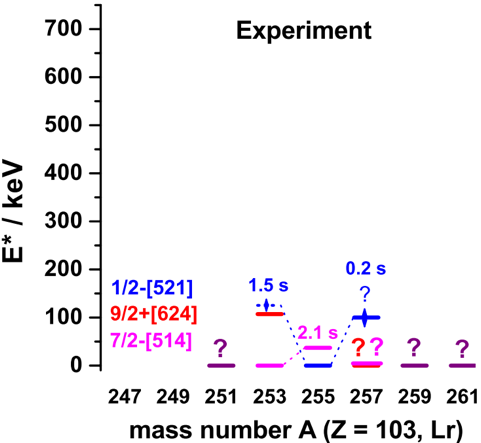 Experiment
700
600
500
400
300
200
100
0
E* / keV
1/2-[521]
9/2+[624]
7/2-[514]
1.5 s
0.2 s
?
2.1 s
?
? ?
?
?
247 249 251 253 255 257 259 261
mass number A (Z = 103, Lr)